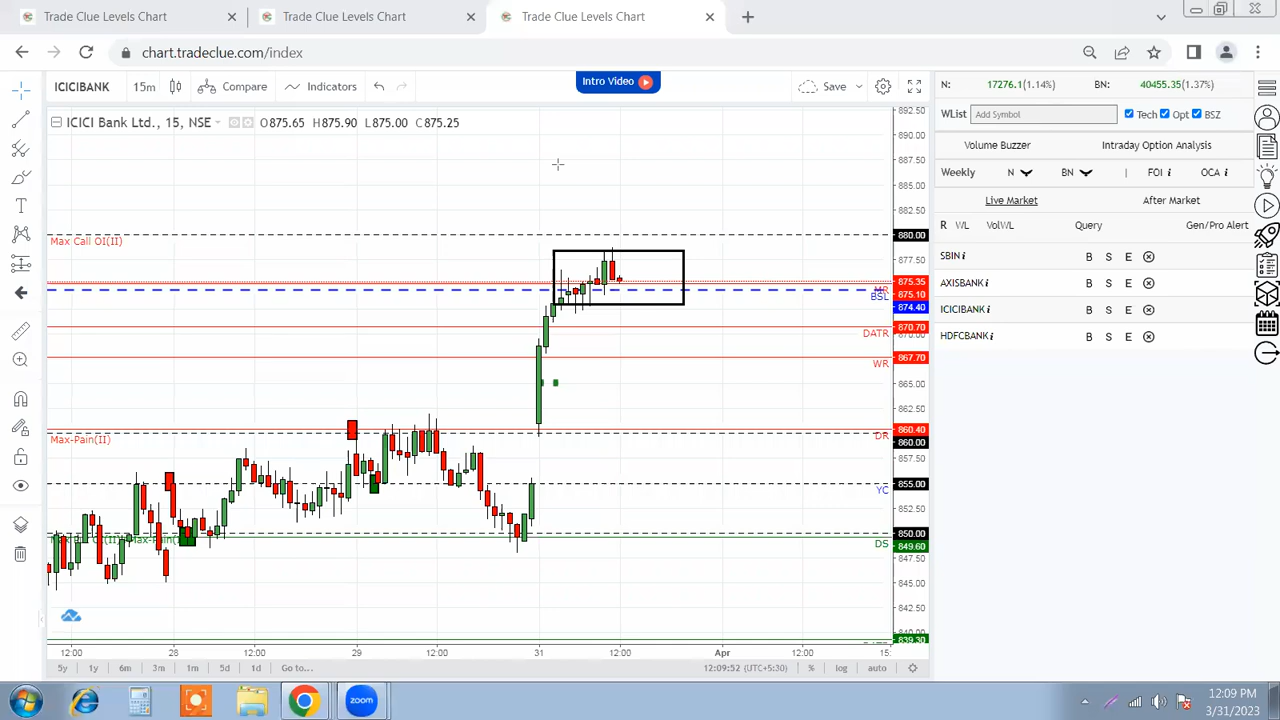 Trade Clue Levels Chart
Trade Clue Levels Chart
Trade Clue Levels Chart
chart.tradeclue.com/index
ICICIBANK
15m
Compare
Indicators
Intro Video
Save
N:
17276.1(1.14%)
BN:
40455.35(1.37%)
WList
Add Symbol
Tech
Opt
BSZ
ICICI Bank Ltd., 15, NSE
O875.65 H875.90 L875.00 C875.25
Volume Buzzer
Intraday Option Analysis
Weekly
N
BN
|
FOI i
OCA i
Live Market
After Market
R WL
VolWL
Query
Gen/Pro Alert
SBIN i
B S E
AXISBANK i
B S E
ICICIBANK i
B S E
HDFCBANK i
B S E
Max Call OI(II)
BSL
DATR
WR
Max-Pain(II)
DR
YC
DS
892.50
890.00
887.50
885.00
882.50
880.00
877.50
875.35
875.10
874.40
870.70
867.70
865.00
862.50
860.40
860.00
857.50
855.00
852.50
850.00
849.60
847.50
845.00
842.50
839.30
12:00
28
12:00
29
12:00
31
12:00
Apr
12:00
15:
5y
1y
6m
3m
1m
5d
1d
Go to...
12:09:52 (UTC+5:30)
%
log
auto
zoom
12:09 PM
3/31/2023